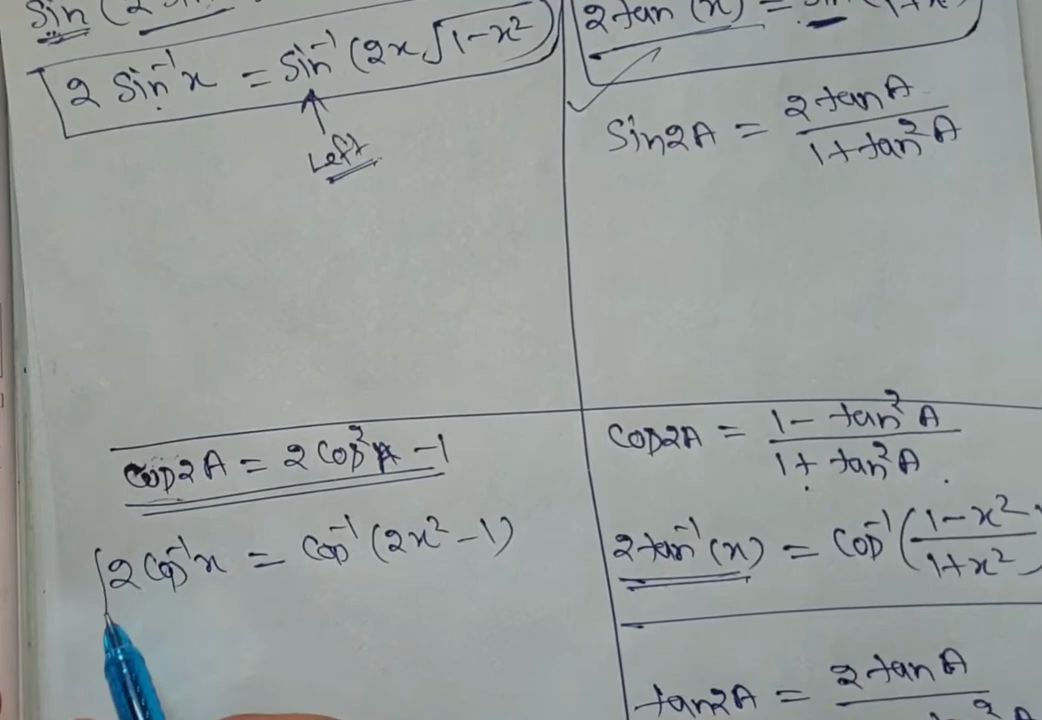 Sin (2
2 Sin⁻¹x = Sin⁻¹(2x√1-x²)
Left
2 tan (x) =
Sin2A = 2tanA / 1+tan²A
cos2A = 2cos²A -1
2cos⁻¹x = cos⁻¹(2x²-1)
cos2A = 1- tan²A / 1+ tan²A
2tan⁻¹(x) = cos⁻¹(1-x² / 1+x²)
tan2A = 2tanA